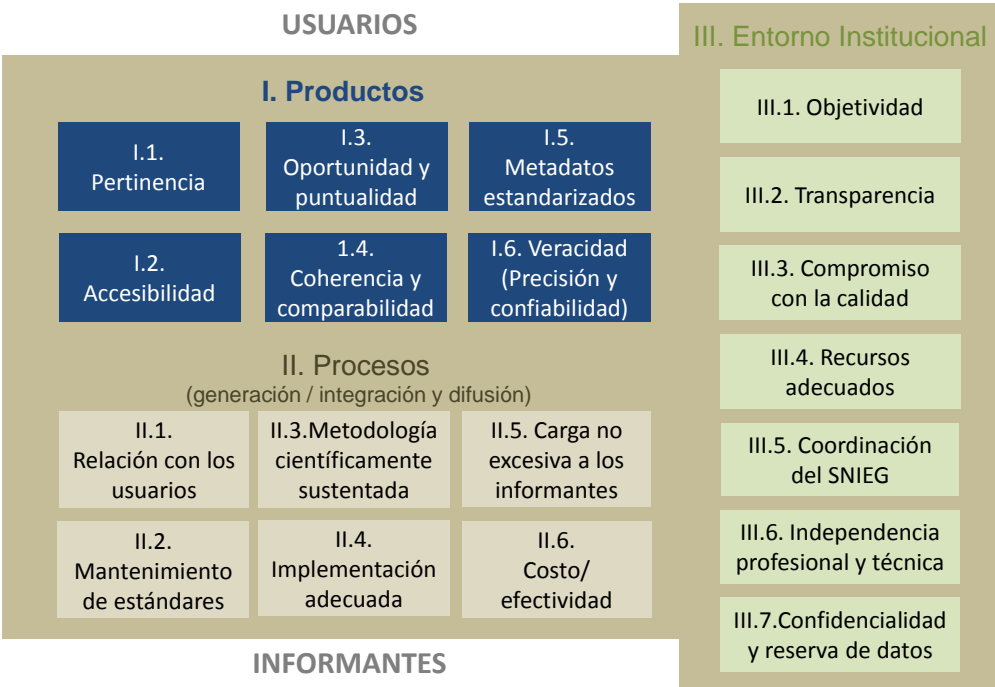 USUARIOS
I. Productos
I.1.
Pertinencia
I.3.
Oportunidad y
puntualidad
I.5.
Metadatos
estandarizados
I.2.
Accesibilidad
1.4.
Coherencia y
comparabilidad
I.6. Veracidad
(Precisión y
confiabilidad)
II. Procesos
(generación / integración y difusión)
II.1.
Relación con los
usuarios
II.3.Metodología
científicamente
sustentada
II.5. Carga no
excesiva a los
informantes
II.2.
Mantenimiento
de estándares
II.4.
Implementación
adecuada
II.6.
Costo/
efectividad
INFORMANTES
III. Entorno Institucional
III.1. Objetividad
III.2. Transparencia
III.3. Compromiso
con la calidad
III.4. Recursos
adecuados
III.5. Coordinación
del SNIEG
III.6. Independencia
profesional y técnica
III.7.Confidencialidad
y reserva de datos